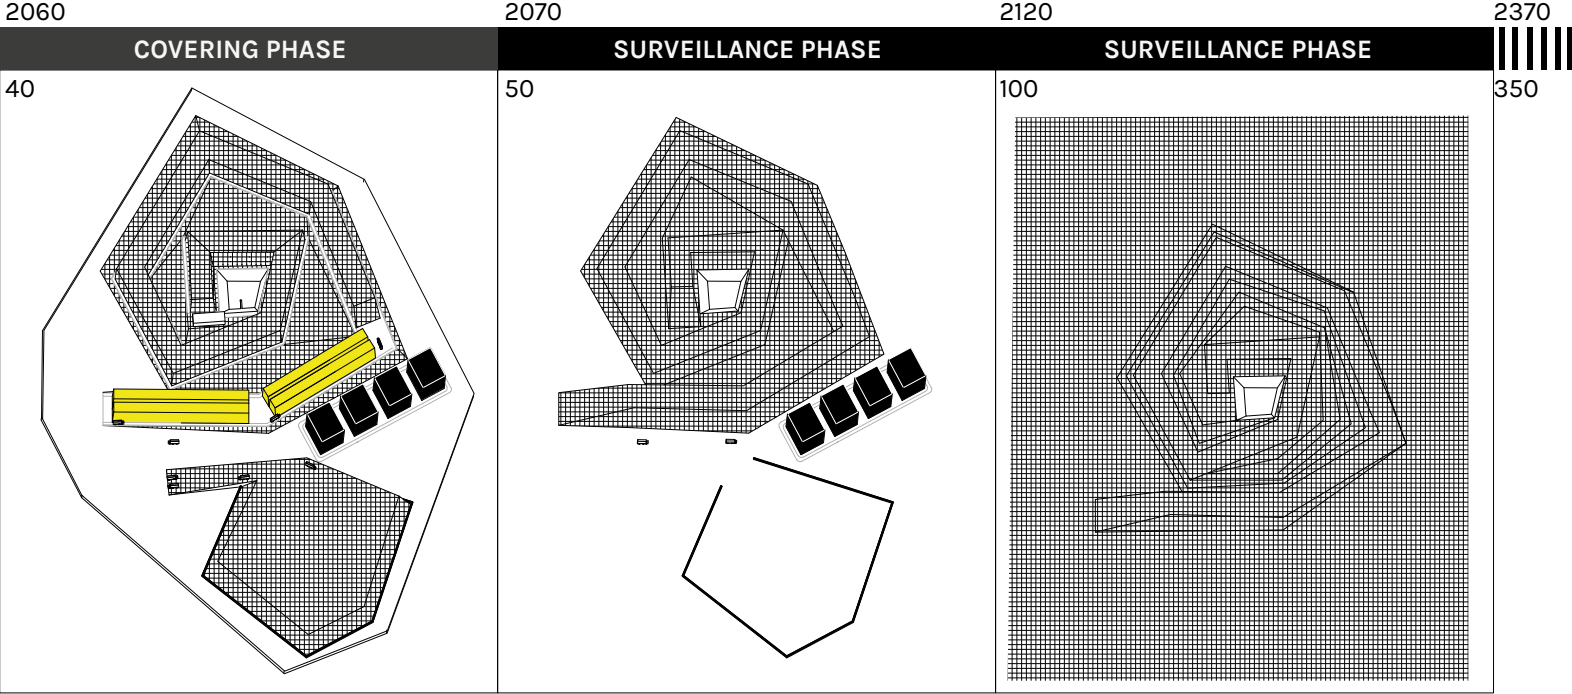 2060 2070 2120 2370
COVERING PHASE SURVEILLANCE PHASE SURVEILLANCE PHASE
40 50 100 350